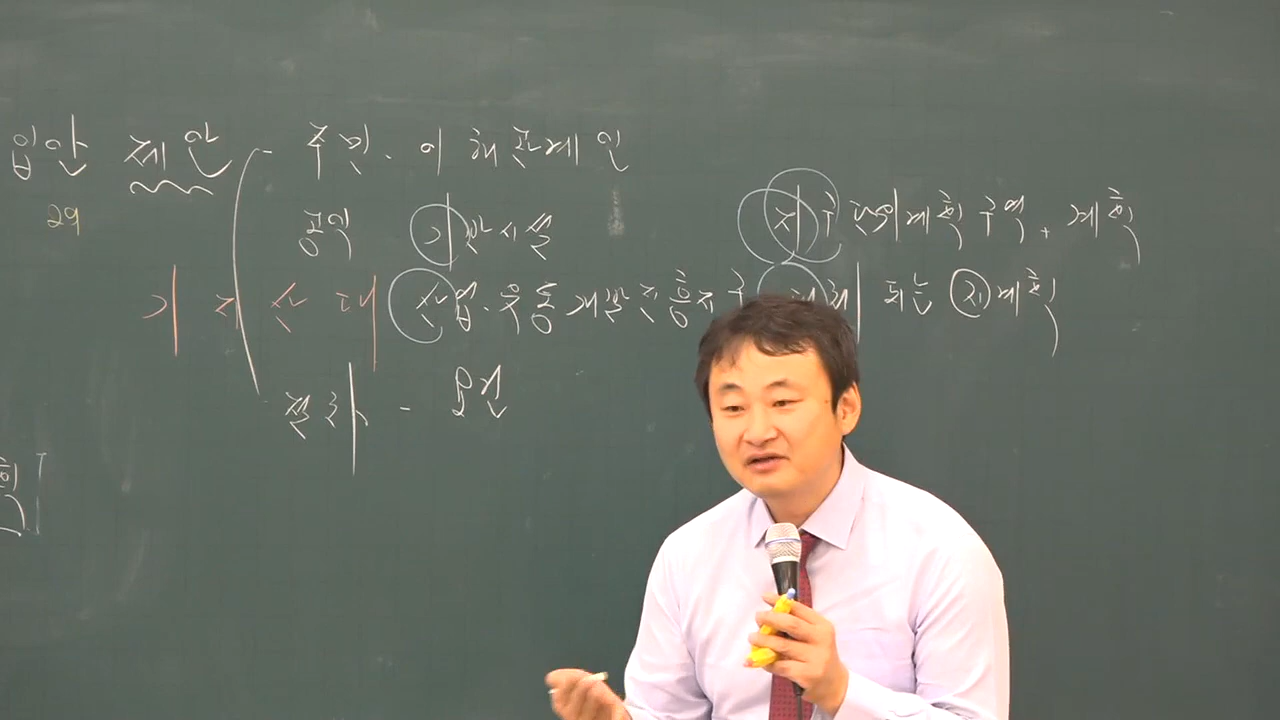 입안 제안 - 주민. 이해관계인
29
공익 기반시설 지구단위계획구역 + 계획
기 지 산 대 산업·유통개발진흥지구 되는 지계획
절차 - 요건